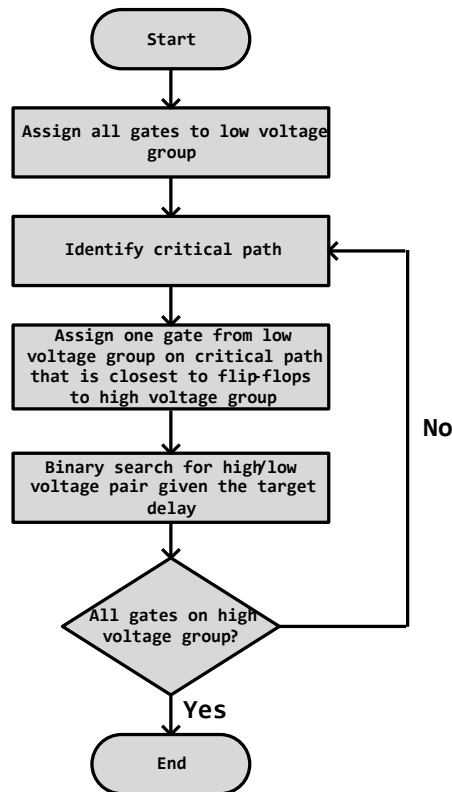 Start
Assign all gates to low voltage
group
Identify critical path
Assign one gate from low
voltage group on critical path
that is closest to flip-flops
to high voltage group
Binary search for high/low
voltage pair given the target
delay
No
All gates on high
voltage group?
Yes
End